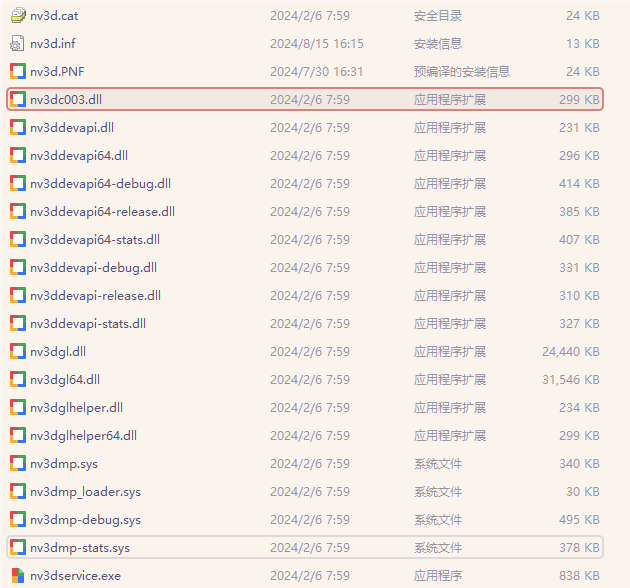 nv3d.cat 2024/2/6 7:59 安全目录 24 KB
nv3d.inf 2024/8/15 16:15 安装信息 13 KB
nv3d.PNF 2024/7/30 16:31 预编译的安装信息 24 KB
nv3dc003.dll 2024/2/6 7:59 应用程序扩展 299 KB
nv3ddevapi.dll 2024/2/6 7:59 应用程序扩展 231 KB
nv3ddevapi64.dll 2024/2/6 7:59 应用程序扩展 296 KB
nv3ddevapi64-debug.dll 2024/2/6 7:59 应用程序扩展 414 KB
nv3ddevapi64-release.dll 2024/2/6 7:59 应用程序扩展 385 KB
nv3ddevapi64-stats.dll 2024/2/6 7:59 应用程序扩展 407 KB
nv3ddevapi-debug.dll 2024/2/6 7:59 应用程序扩展 331 KB
nv3ddevapi-release.dll 2024/2/6 7:59 应用程序扩展 310 KB
nv3ddevapi-stats.dll 2024/2/6 7:59 应用程序扩展 327 KB
nv3dgl.dll 2024/2/6 7:59 应用程序扩展 24,440 KB
nv3dgl64.dll 2024/2/6 7:59 应用程序扩展 31,546 KB
nv3dglhelper.dll 2024/2/6 7:59 应用程序扩展 234 KB
nv3dglhelper64.dll 2024/2/6 7:59 应用程序扩展 299 KB
nv3dmp.sys 2024/2/6 7:59 系统文件 340 KB
nv3dmp_loader.sys 2024/2/6 7:59 系统文件 30 KB
nv3dmp-debug.sys 2024/2/6 7:59 系统文件 495 KB
nv3dmp-stats.sys 2024/2/6 7:59 系统文件 378 KB
nv3dservice.exe 2024/2/6 7:59 应用程序 838 KB